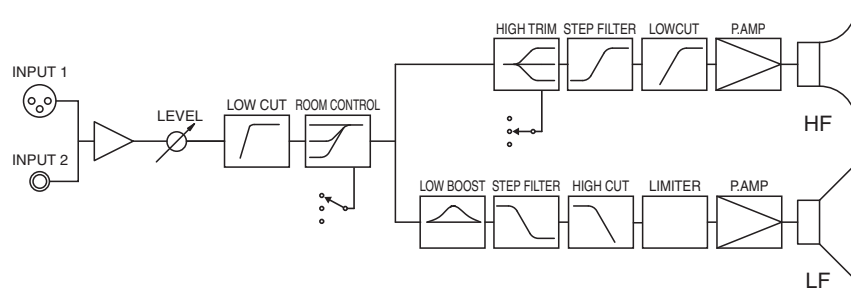 INPUT 1
INPUT 2
LEVEL
LOW CUT
ROOM CONTROL
HIGH TRIM
STEP FILTER
LOWCUT
P.AMP
HF
LOW BOOST
STEP FILTER
HIGH CUT
LIMITER
P.AMP
LF